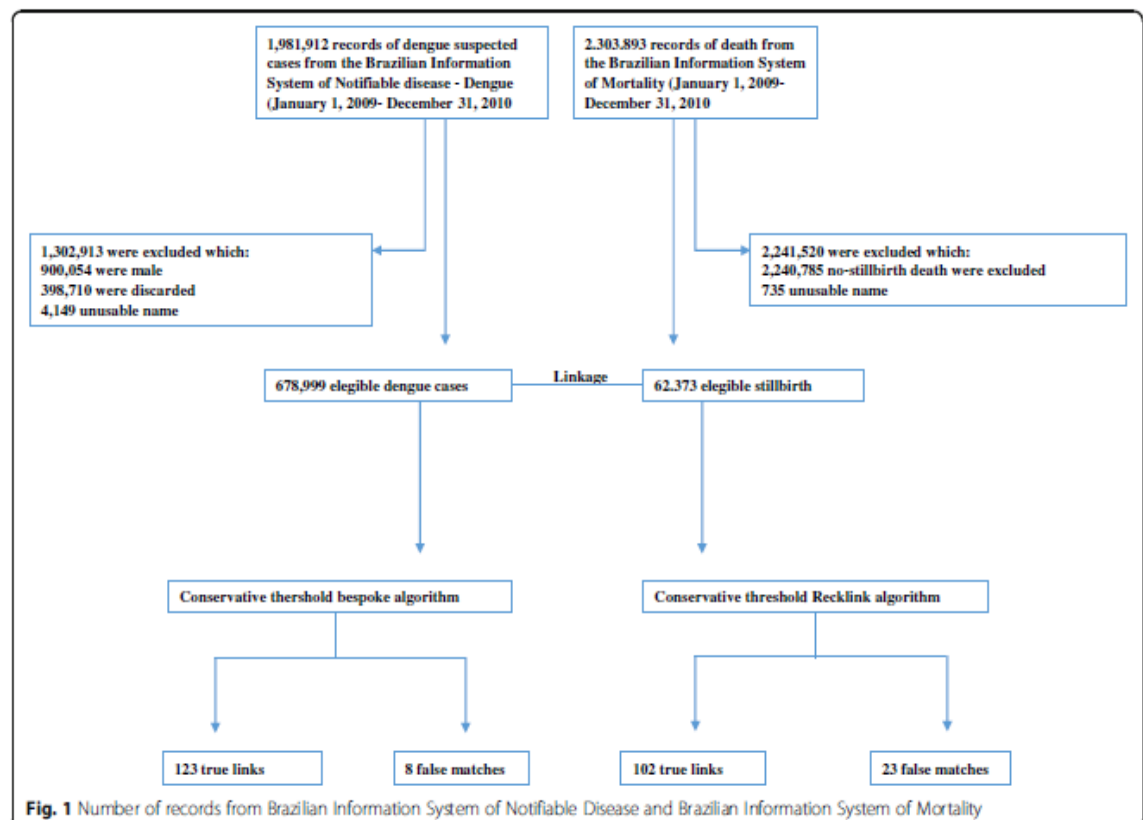 1,981,912 records of dengue suspected
cases from the Brazilian Information
System of Notifiable disease - Dengue
(January 1, 2009- December 31, 2010
2.303.893 records of death from
the Brazilian Information System
of Mortality (January 1, 2009-
December 31, 2010
1,302,913 were excluded which:
900,054 were male
398,710 were discarded
4,149 unusable name
2,241,520 were excluded which:
2,240,785 no-stillbirth death were excluded
735 unusable name
678,999 elegible dengue cases
Linkage
62.373 elegible stillbirth
Conservative thershold bespoke algorithm
Conservative threshold Recklink algorithm
123 true links
8 false matches
102 true links
23 false matches
Fig. 1 Number of records from Brazilian Information System of Notifiable Disease and Brazilian Information System of Mortality